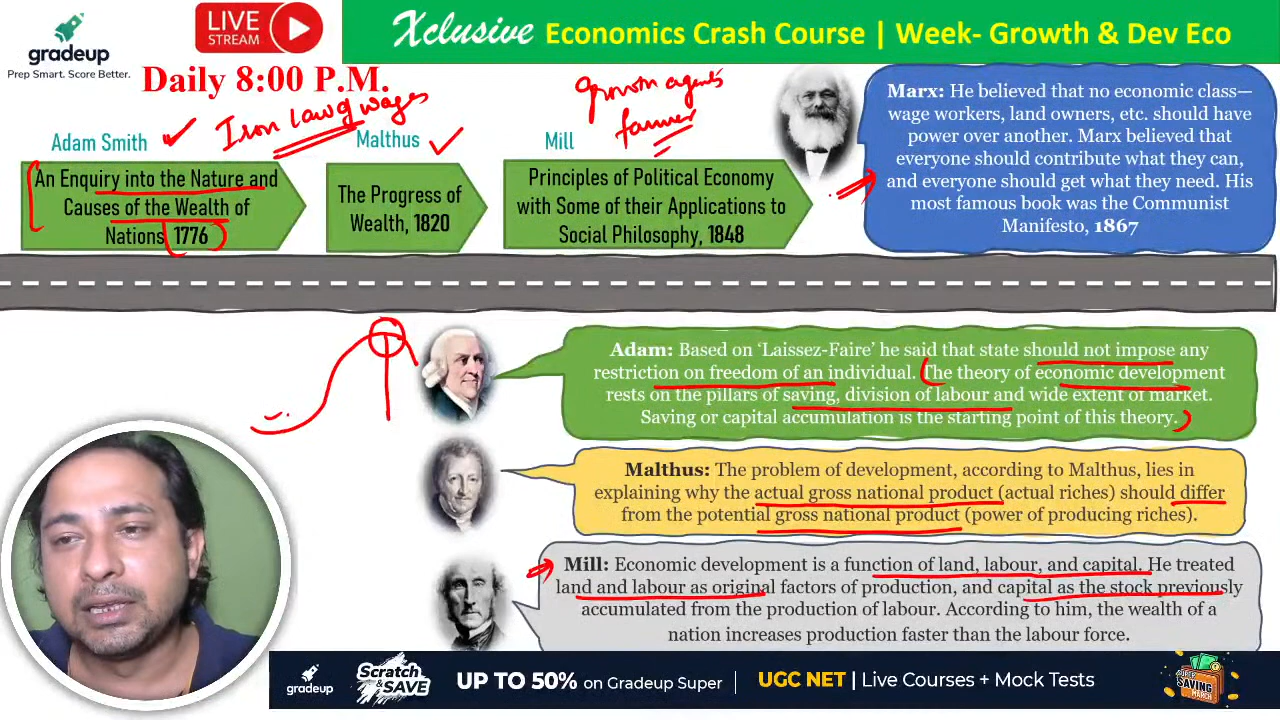 gradeup
Prep Smart. Score Better.
LIVE
STREAM
Xclusive Economics Crash Course | Week- Growth & Dev Eco
Daily 8:00 P.M.
Iron law of wages
Growth agents
farmer
Adam Smith
An Enquiry into the Nature and
Causes of the Wealth of
Nations, 1776
Malthus
The Progress of
Wealth, 1820
Mill
Principles of Political Economy
with Some of their Applications to
Social Philosophy, 1848
Marx: He believed that no economic class—
wage workers, land owners, etc. should have
power over another. Marx believed that
everyone should contribute what they can,
and everyone should get what they need. His
most famous book was the Communist
Manifesto, 1867
Adam: Based on ‘Laissez-Faire’ he said that state should not impose any
restriction on freedom of an individual. The theory of economic development
rests on the pillars of saving, division of labour and wide extent of market.
Saving or capital accumulation is the starting point of this theory.
Malthus: The problem of development, according to Malthus, lies in
explaining why the actual gross national product (actual riches) should differ
from the potential gross national product (power of producing riches).
Mill: Economic development is a function of land, labour, and capital. He treated
land and labour as original factors of production, and capital as the stock previously
accumulated from the production of labour. According to him, the wealth of a
nation increases production faster than the labour force.
gradeup
Scratch
& SAVE
UP TO 50% on Gradeup Super
UGC NET | Live Courses + Mock Tests
SUPER
SAVING
MARCH